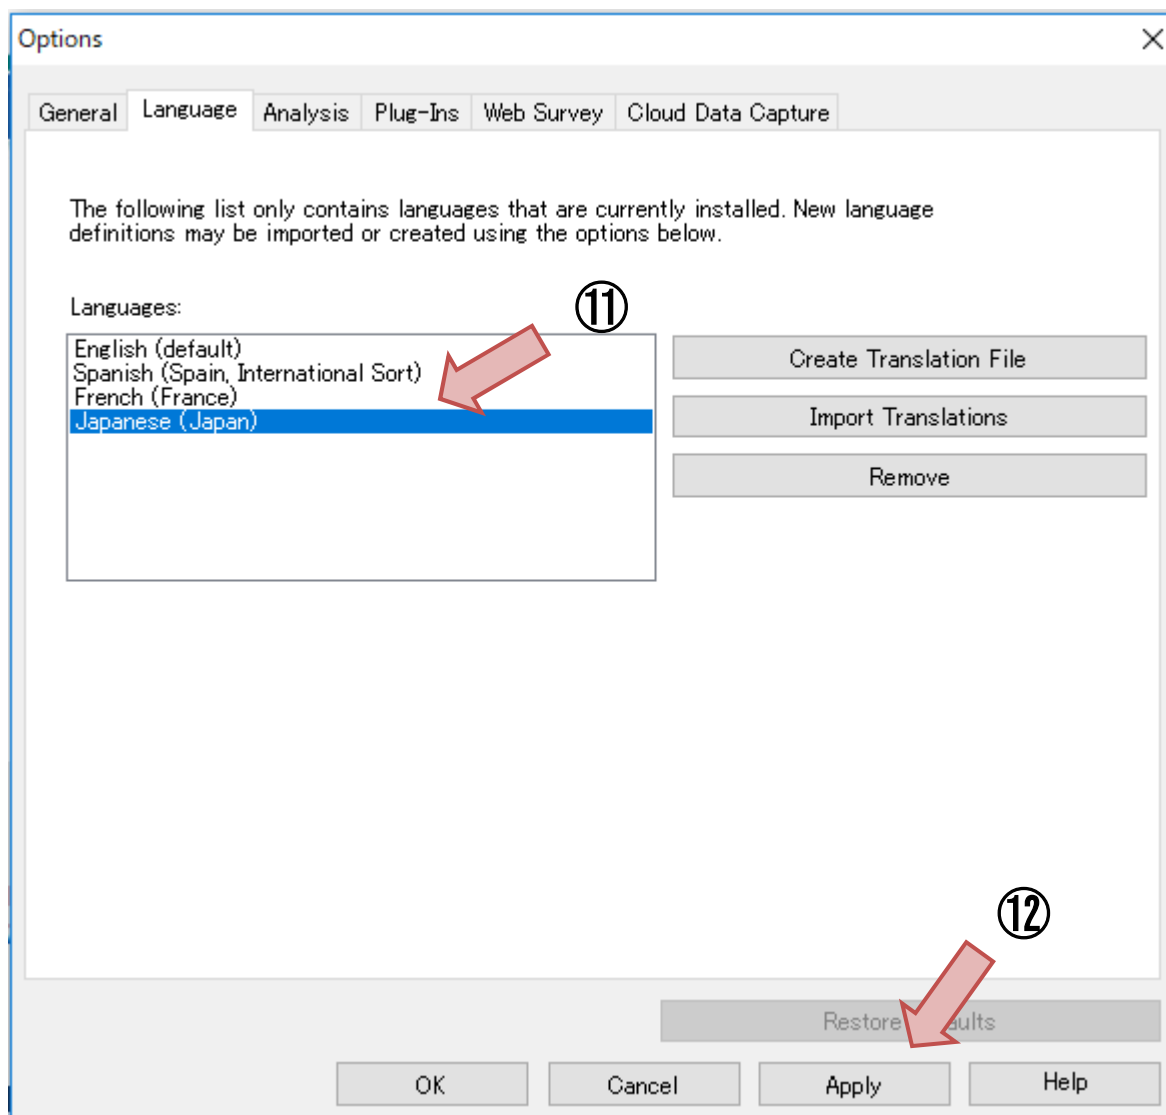 Options
General Language Analysis Plug-Ins Web Survey Cloud Data Capture
The following list only contains languages that are currently installed. New language
definitions may be imported or created using the options below.
Languages:
⑪
English (default)
Spanish (Spain, International Sort)
French (France)
Japanese (Japan)
Create Translation File
Import Translations
Remove
⑫
Restore aults
OK Cancel Apply Help